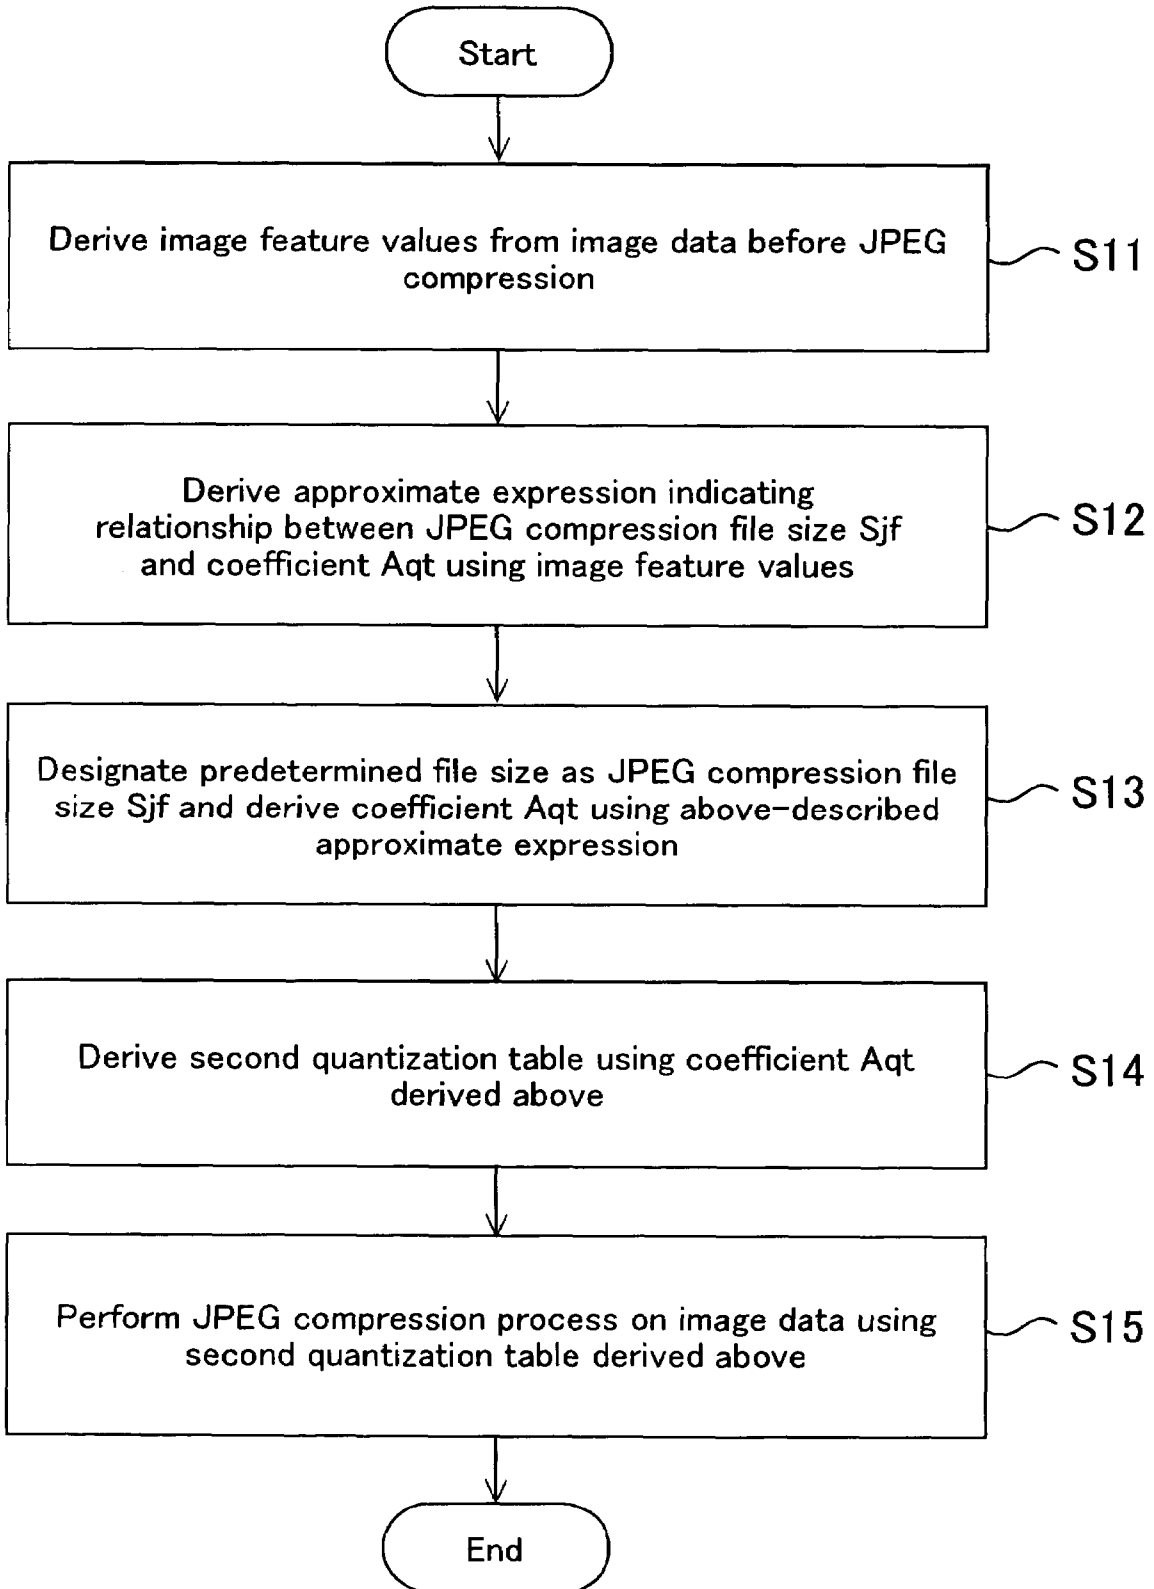 Start
Derive image feature values from image data before JPEG
compression
S11
Derive approximate expression indicating
relationship between JPEG compression file size Sjf
and coefficient Aqt using image feature values
S12
Designate predetermined file size as JPEG compression file
size Sjf and derive coefficient Aqt using above-described
approximate expression
S13
Derive second quantization table using coefficient Aqt
derived above
S14
Perform JPEG compression process on image data using
second quantization table derived above
S15
End